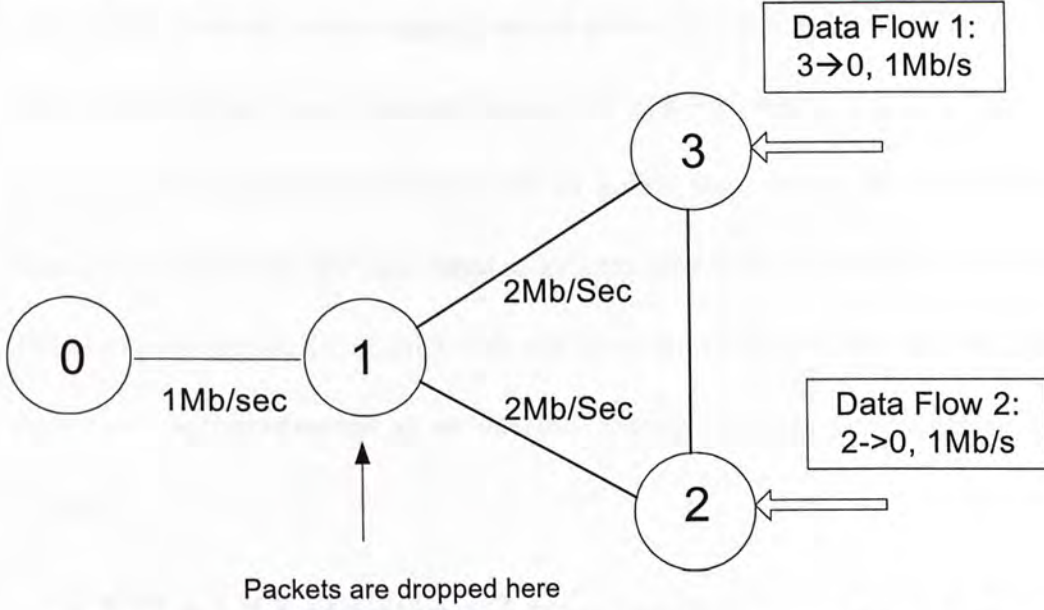 Data Flow 1:
3→0, 1Mb/s
3
2Mb/Sec
0
1
1Mb/sec
2Mb/Sec
Data Flow 2:
2->0, 1Mb/s
2
Packets are dropped here